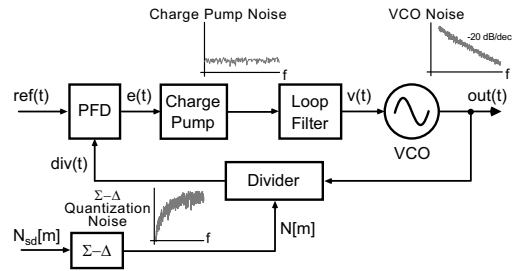 Charge Pump Noise
f
VCO Noise
-20 dB/dec
f
ref(t)
PFD
e(t)
Charge
Pump
Loop
Filter
v(t)
out(t)
VCO
div(t)
Divider
Σ−Δ
Quantization
Noise
f
N[m]
Nsd[m]
Σ−Δ